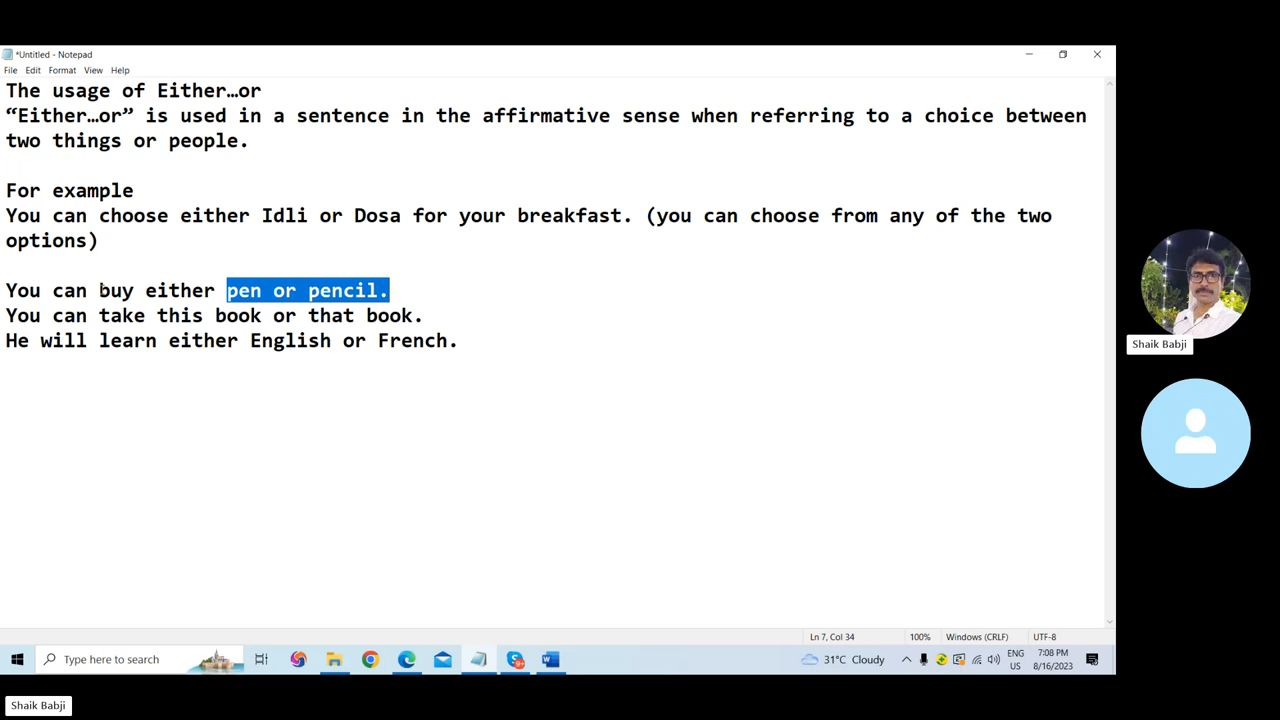 *Untitled - Notepad
File Edit Format View Help
The usage of Either…or
“Either…or” is used in a sentence in the affirmative sense when referring to a choice between
two things or people.
For example
You can choose either Idli or Dosa for your breakfast. (you can choose from any of the two
options)
You can buy either pen or pencil.
You can take this book or that book.
He will learn either English or French.
Shaik Babji
Ln 7, Col 34 100% Windows (CRLF) UTF-8
Type here to search
31°C Cloudy
ENG
US
7:08 PM
8/16/2023
Shaik Babji